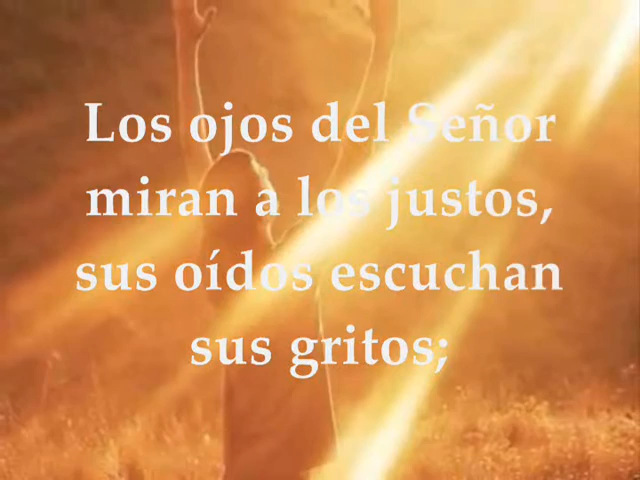 Los ojos del Señor
miran a los justos,
sus oídos escuchan
sus gritos;